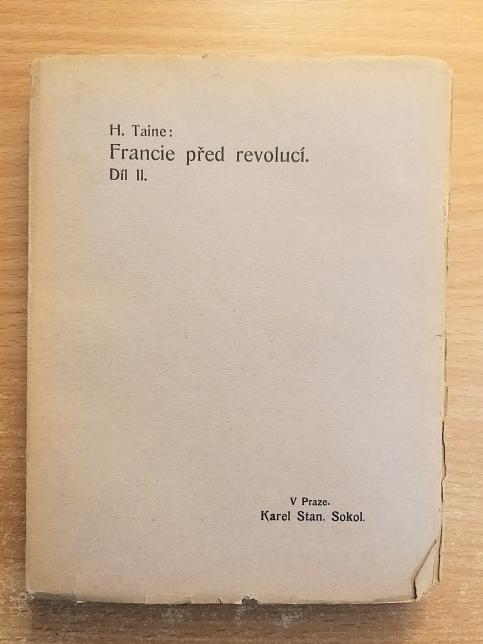 H. Taine:
Francie před revolucí.
Díl II.
V Praze.
Karel Stan. Sokol.